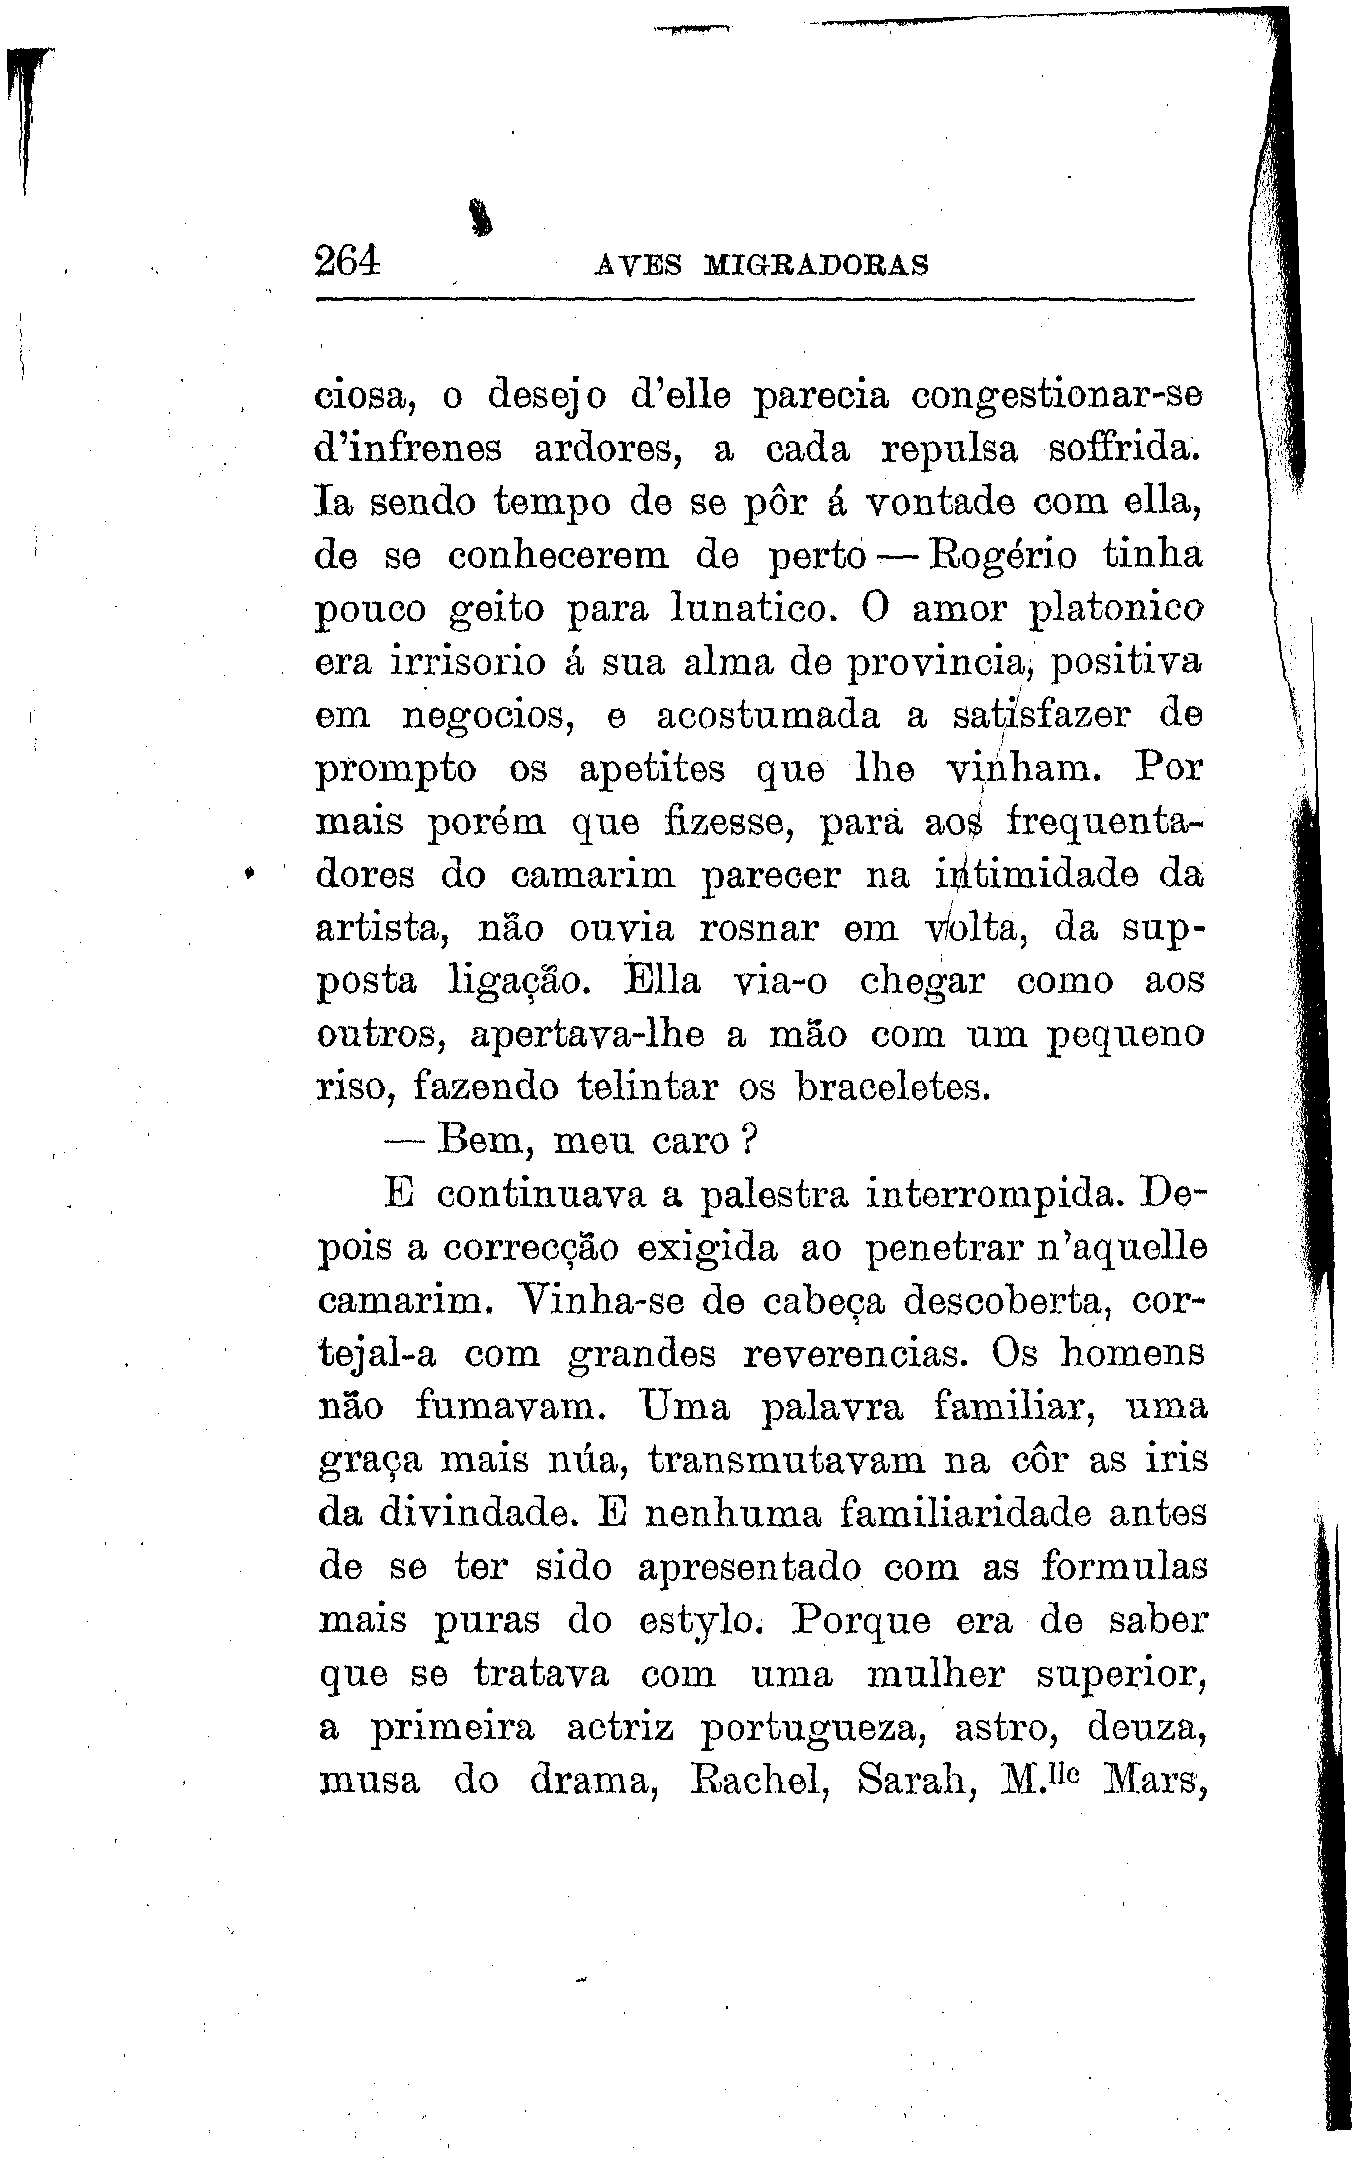 264 AVES MIGRADORAS
ciosa, o desejo d'elle parecia congestionar-se
d'infrenes ardores, a cada repulsa soffrida.
Ia sendo tempo de se pôr á vontade com ella,
de se conhecerem de perto — Rogério tinha
pouco geito para lunatico. O amor platonico
era irrisorio á sua alma de provincia, positiva
em negocios, e acostumada a satisfazer de
prompto os apetites que lhe vinham. Por
mais porém que fizesse, para aos frequenta-
dores do camarim parecer na intimidade da
artista, não ouvia rosnar em volta, da sup-
posta ligação. Ella via-o chegar como aos
outros, apertava-lhe a mão com um pequeno
riso, fazendo telintar os braceletes.
— Bem, meu caro ?
E continuava a palestra interrompida. De-
pois a correcção exigida ao penetrar n'aquelle
camarim. Vinha-se de cabeça descoberta, cor-
tejal-a com grandes reverencias. Os homens
não fumavam. Uma palavra familiar, uma
graça mais núa, transmutavam na côr as iris
da divindade. E nenhuma familiaridade antes
de se ter sido apresentado com as formulas
mais puras do estylo. Porque era de saber
que se tratava com uma mulher superior,
a primeira actriz portugueza, astro, deuza,
musa do drama, Rachel, Sarah, M.lle Mars,